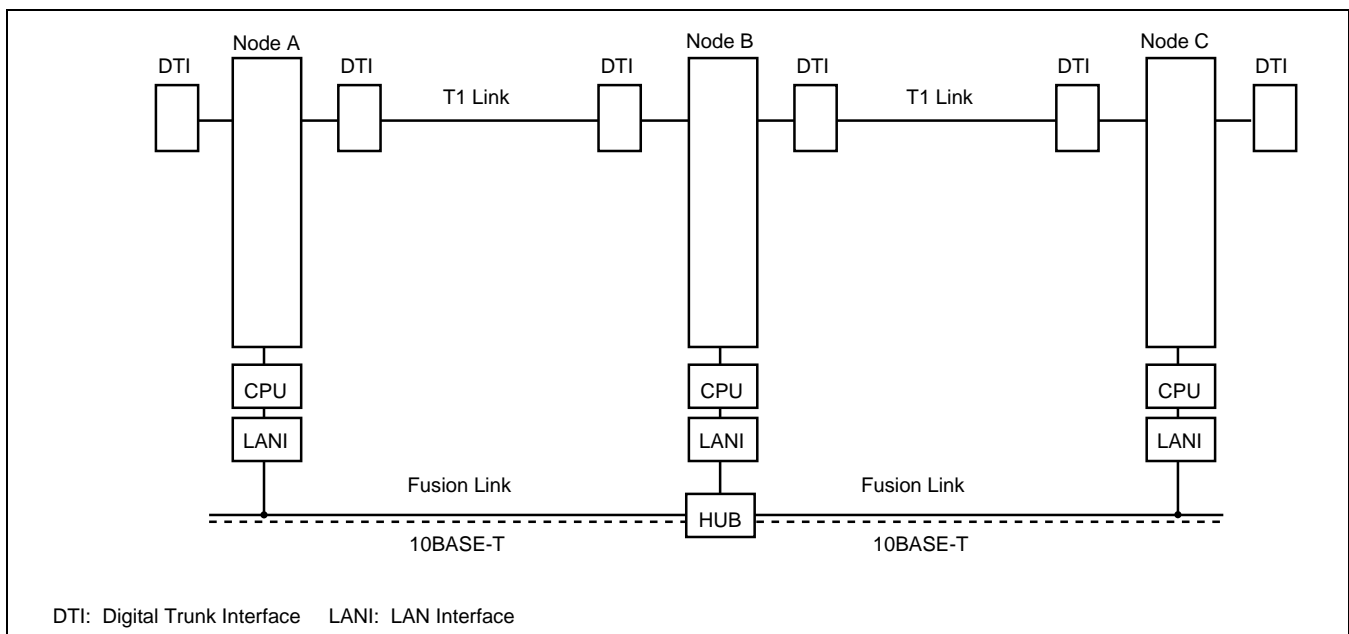 Node A
Node B
Node C
DTI
DTI
DTI
DTI
DTI
DTI
T1 Link
T1 Link
CPU
CPU
CPU
LANI
LANI
LANI
Fusion Link
Fusion Link
HUB
10BASE-T
10BASE-T
DTI: Digital Trunk Interface LANI: LAN Interface